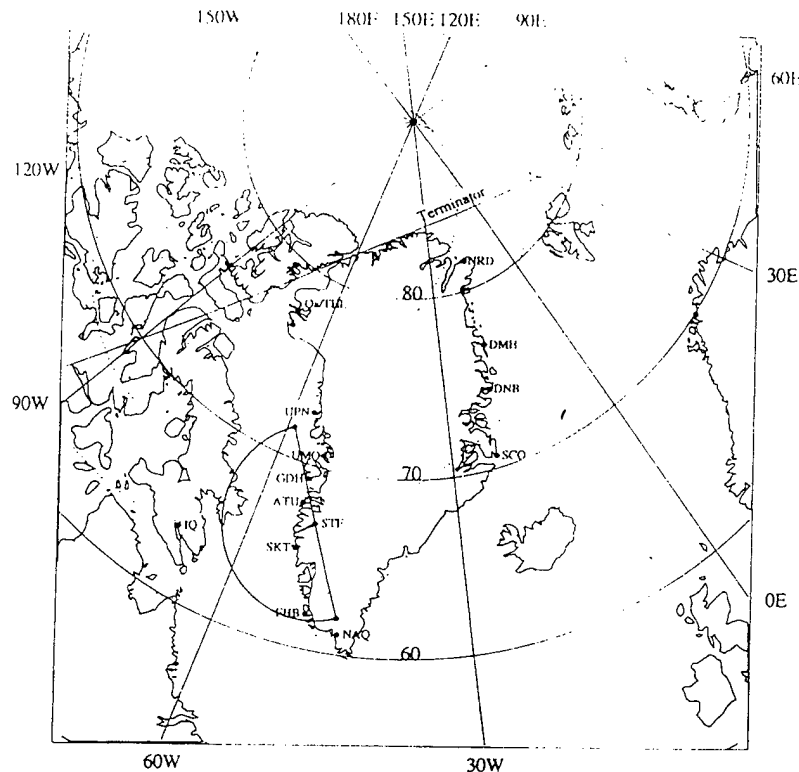 150W 180E 150E 120E 90E
60E
120W
Terminator
NRD
30E
80
DMH
DNB
90W
UPN
UMQ
SCO
70
GDH
ATU
STF
IQ
SKT
0E
FHB
NAQ
60
60W 30W